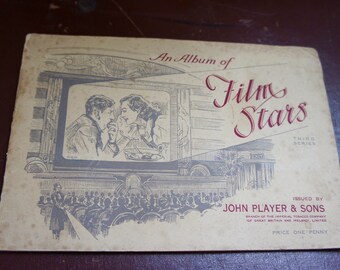 An Album of
Film
Stars
THIRD
SERIES
ISSUED BY
JOHN PLAYER & SONS
BRANCH OF THE IMPERIAL TOBACCO COMPANY
OF GREAT BRITAIN AND IRELAND, LIMITED
PRICE ONE PENNY